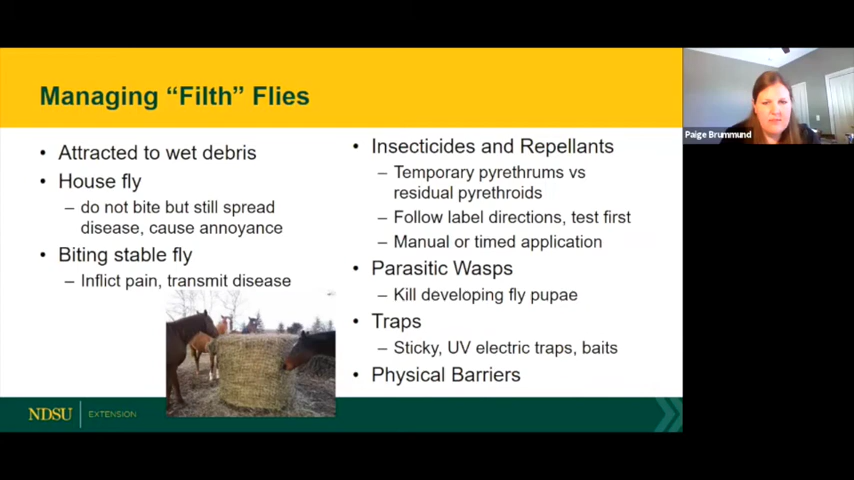 Managing “Filth” Flies
• Attracted to wet debris
• House fly
– do not bite but still spread
disease, cause annoyance
• Biting stable fly
– Inflict pain, transmit disease
• Insecticides and Repellants
– Temporary pyrethrums vs
residual pyrethroids
– Follow label directions, test first
– Manual or timed application
• Parasitic Wasps
– Kill developing fly pupae
• Traps
– Sticky, UV electric traps, baits
• Physical Barriers
NDSU EXTENSION
Paige Brummund